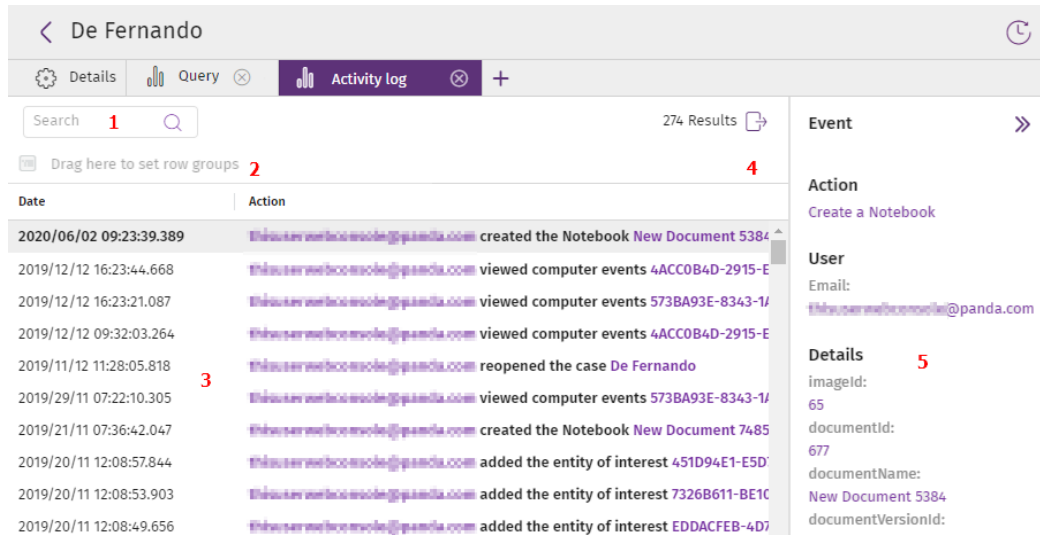 De Fernando
Details
Query
Activity log
Search
1
274 Results
Drag here to set row groups
2
4
Date
Action
2020/06/02 09:23:39.389 created the Notebook New Document 5384
2019/12/12 16:23:44.668 viewed computer events 4ACC0B4D-2915-E
2019/12/12 16:23:21.087 viewed computer events 573BA93E-8343-1A
2019/12/12 09:32:03.264 viewed computer events 4ACC0B4D-2915-E
2019/11/12 11:28:05.818 reopened the case De Fernando
2019/29/11 07:22:10.305 viewed computer events 573BA93E-8343-1A
2019/21/11 07:36:42.047 created the Notebook New Document 7485
2019/20/11 12:08:57.844 added the entity of interest 451D94E1-E5D
2019/20/11 12:08:53.903 added the entity of interest 7326B611-BE10
2019/20/11 12:08:49.656 added the entity of interest EDDACFEB-4D7
3
Event
Action
Create a Notebook
User
Email:
@panda.com
Details
5
imageId:
65
documentId:
677
documentName:
New Document 5384
documentVersionId: